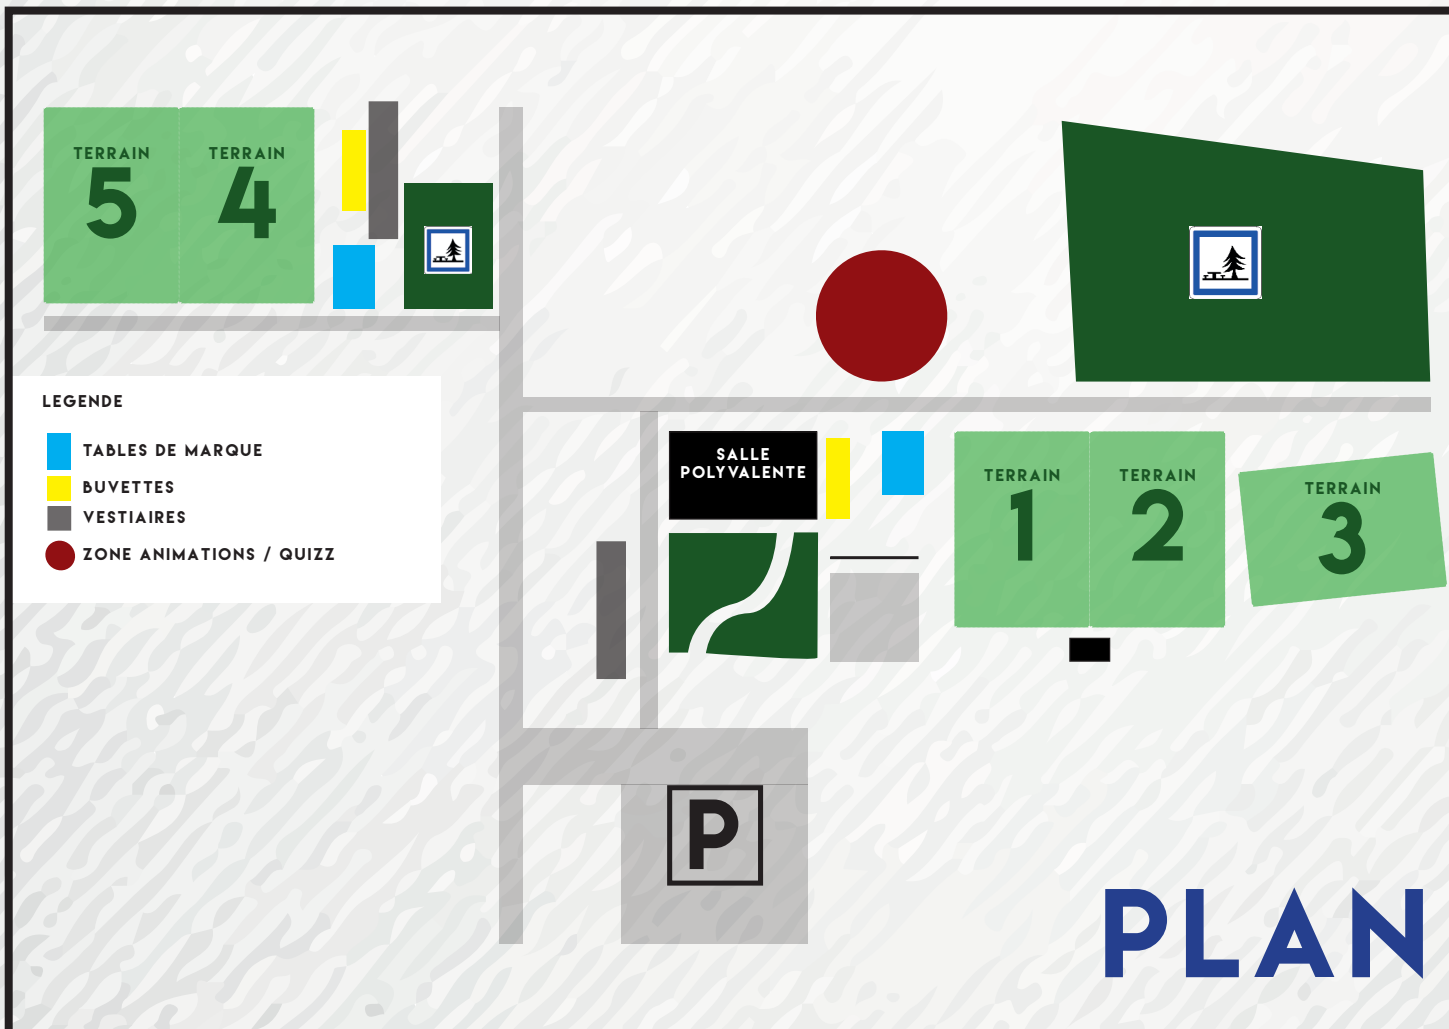 TERRAIN
5
TERRAIN
4
LEGENDE
TABLES DE MARQUE
BUVETTES
VESTIAIRES
ZONE ANIMATIONS / QUIZZ
SALLE
POLYVALENTE
TERRAIN
1
TERRAIN
2
TERRAIN
3
P
PLAN